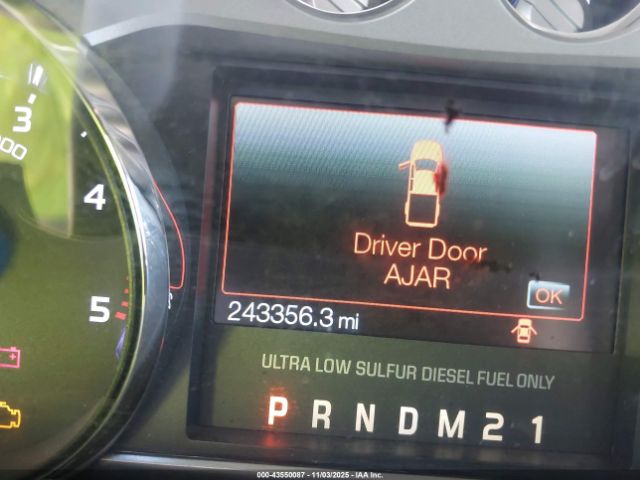 3
000
4
5
Driver Door
AJAR
OK
243356.3 mi
ULTRA LOW SULFUR DIESEL FUEL ONLY
P R N D M 2 1
000-43550087 - 11/03/2025 - IAA Inc.